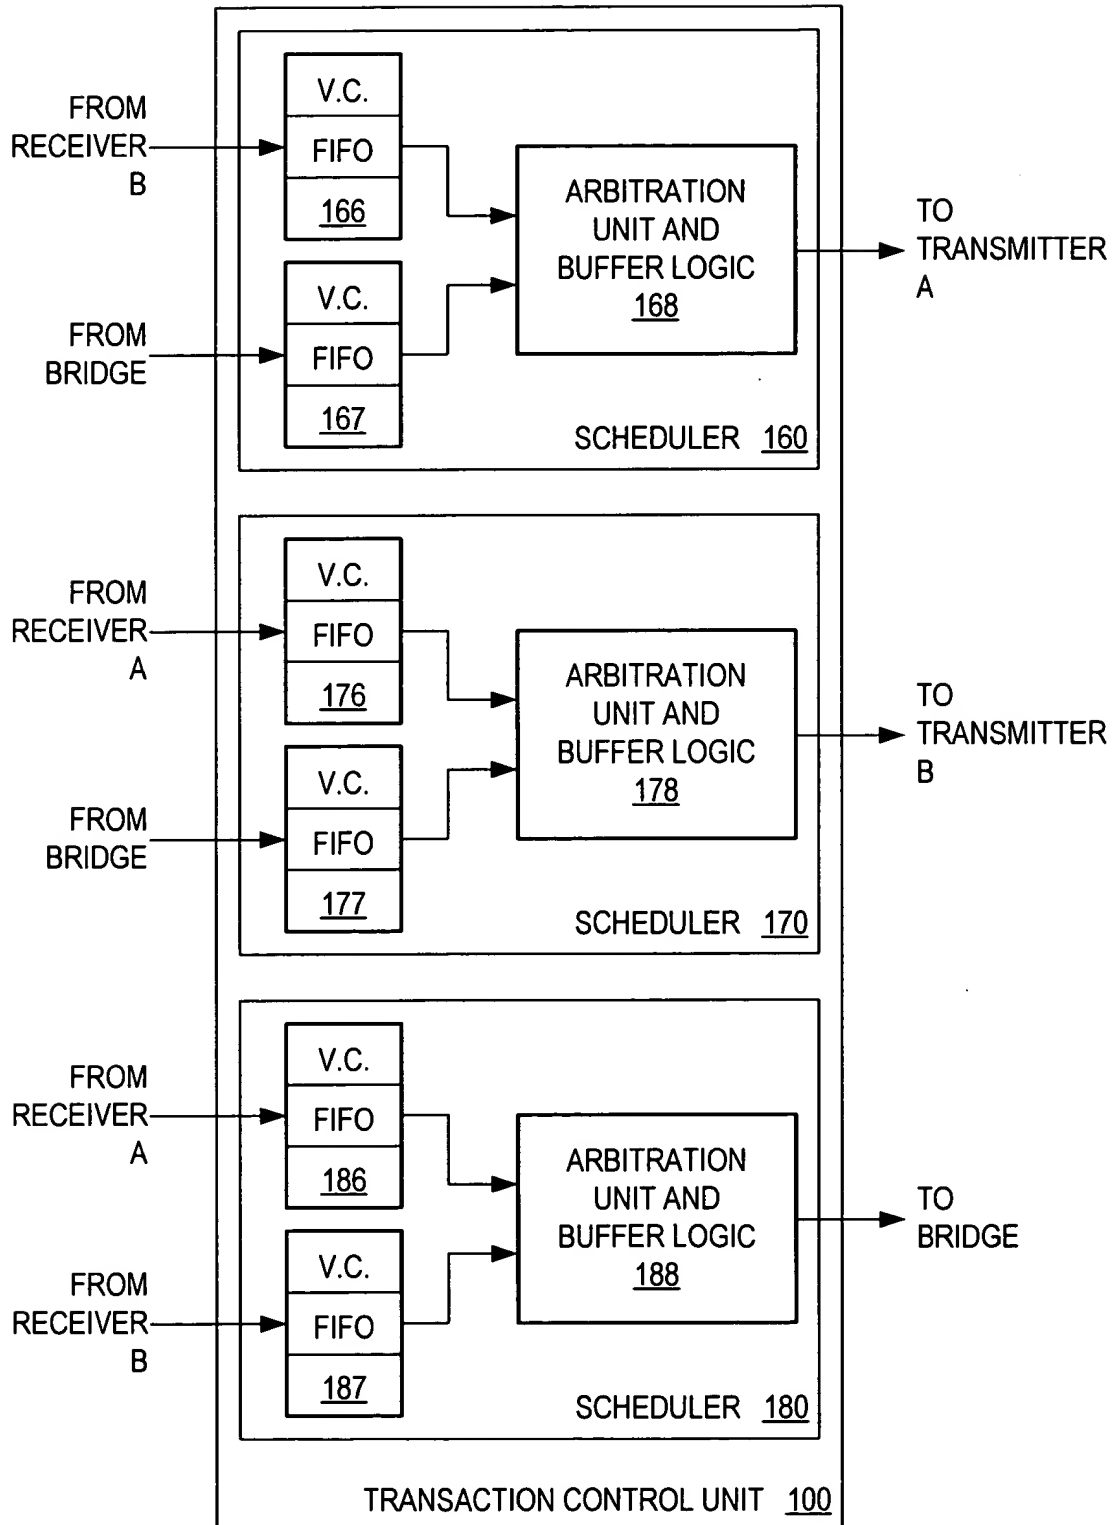 FROM
RECEIVER
B
V.C.
FIFO
166
FROM
BRIDGE
V.C.
FIFO
167
ARBITRATION
UNIT AND
BUFFER LOGIC
168
TO
TRANSMITTER
A
SCHEDULER 160
FROM
RECEIVER
A
V.C.
FIFO
176
FROM
BRIDGE
V.C.
FIFO
177
ARBITRATION
UNIT AND
BUFFER LOGIC
178
TO
TRANSMITTER
B
SCHEDULER 170
FROM
RECEIVER
A
V.C.
FIFO
186
FROM
RECEIVER
B
V.C.
FIFO
187
ARBITRATION
UNIT AND
BUFFER LOGIC
188
TO
BRIDGE
SCHEDULER 180
TRANSACTION CONTROL UNIT 100